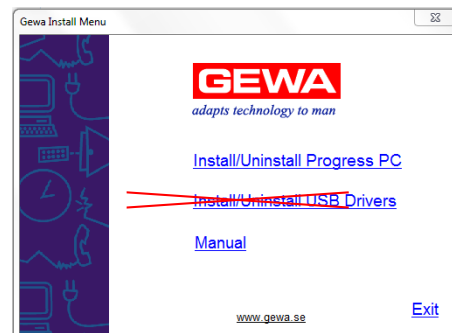 Gewa Install Menu
GEWA
adapts technology to man
Install/Uninstall Progress PC
Install/Uninstall USB Drivers
Manual
www.gewa.se
Exit